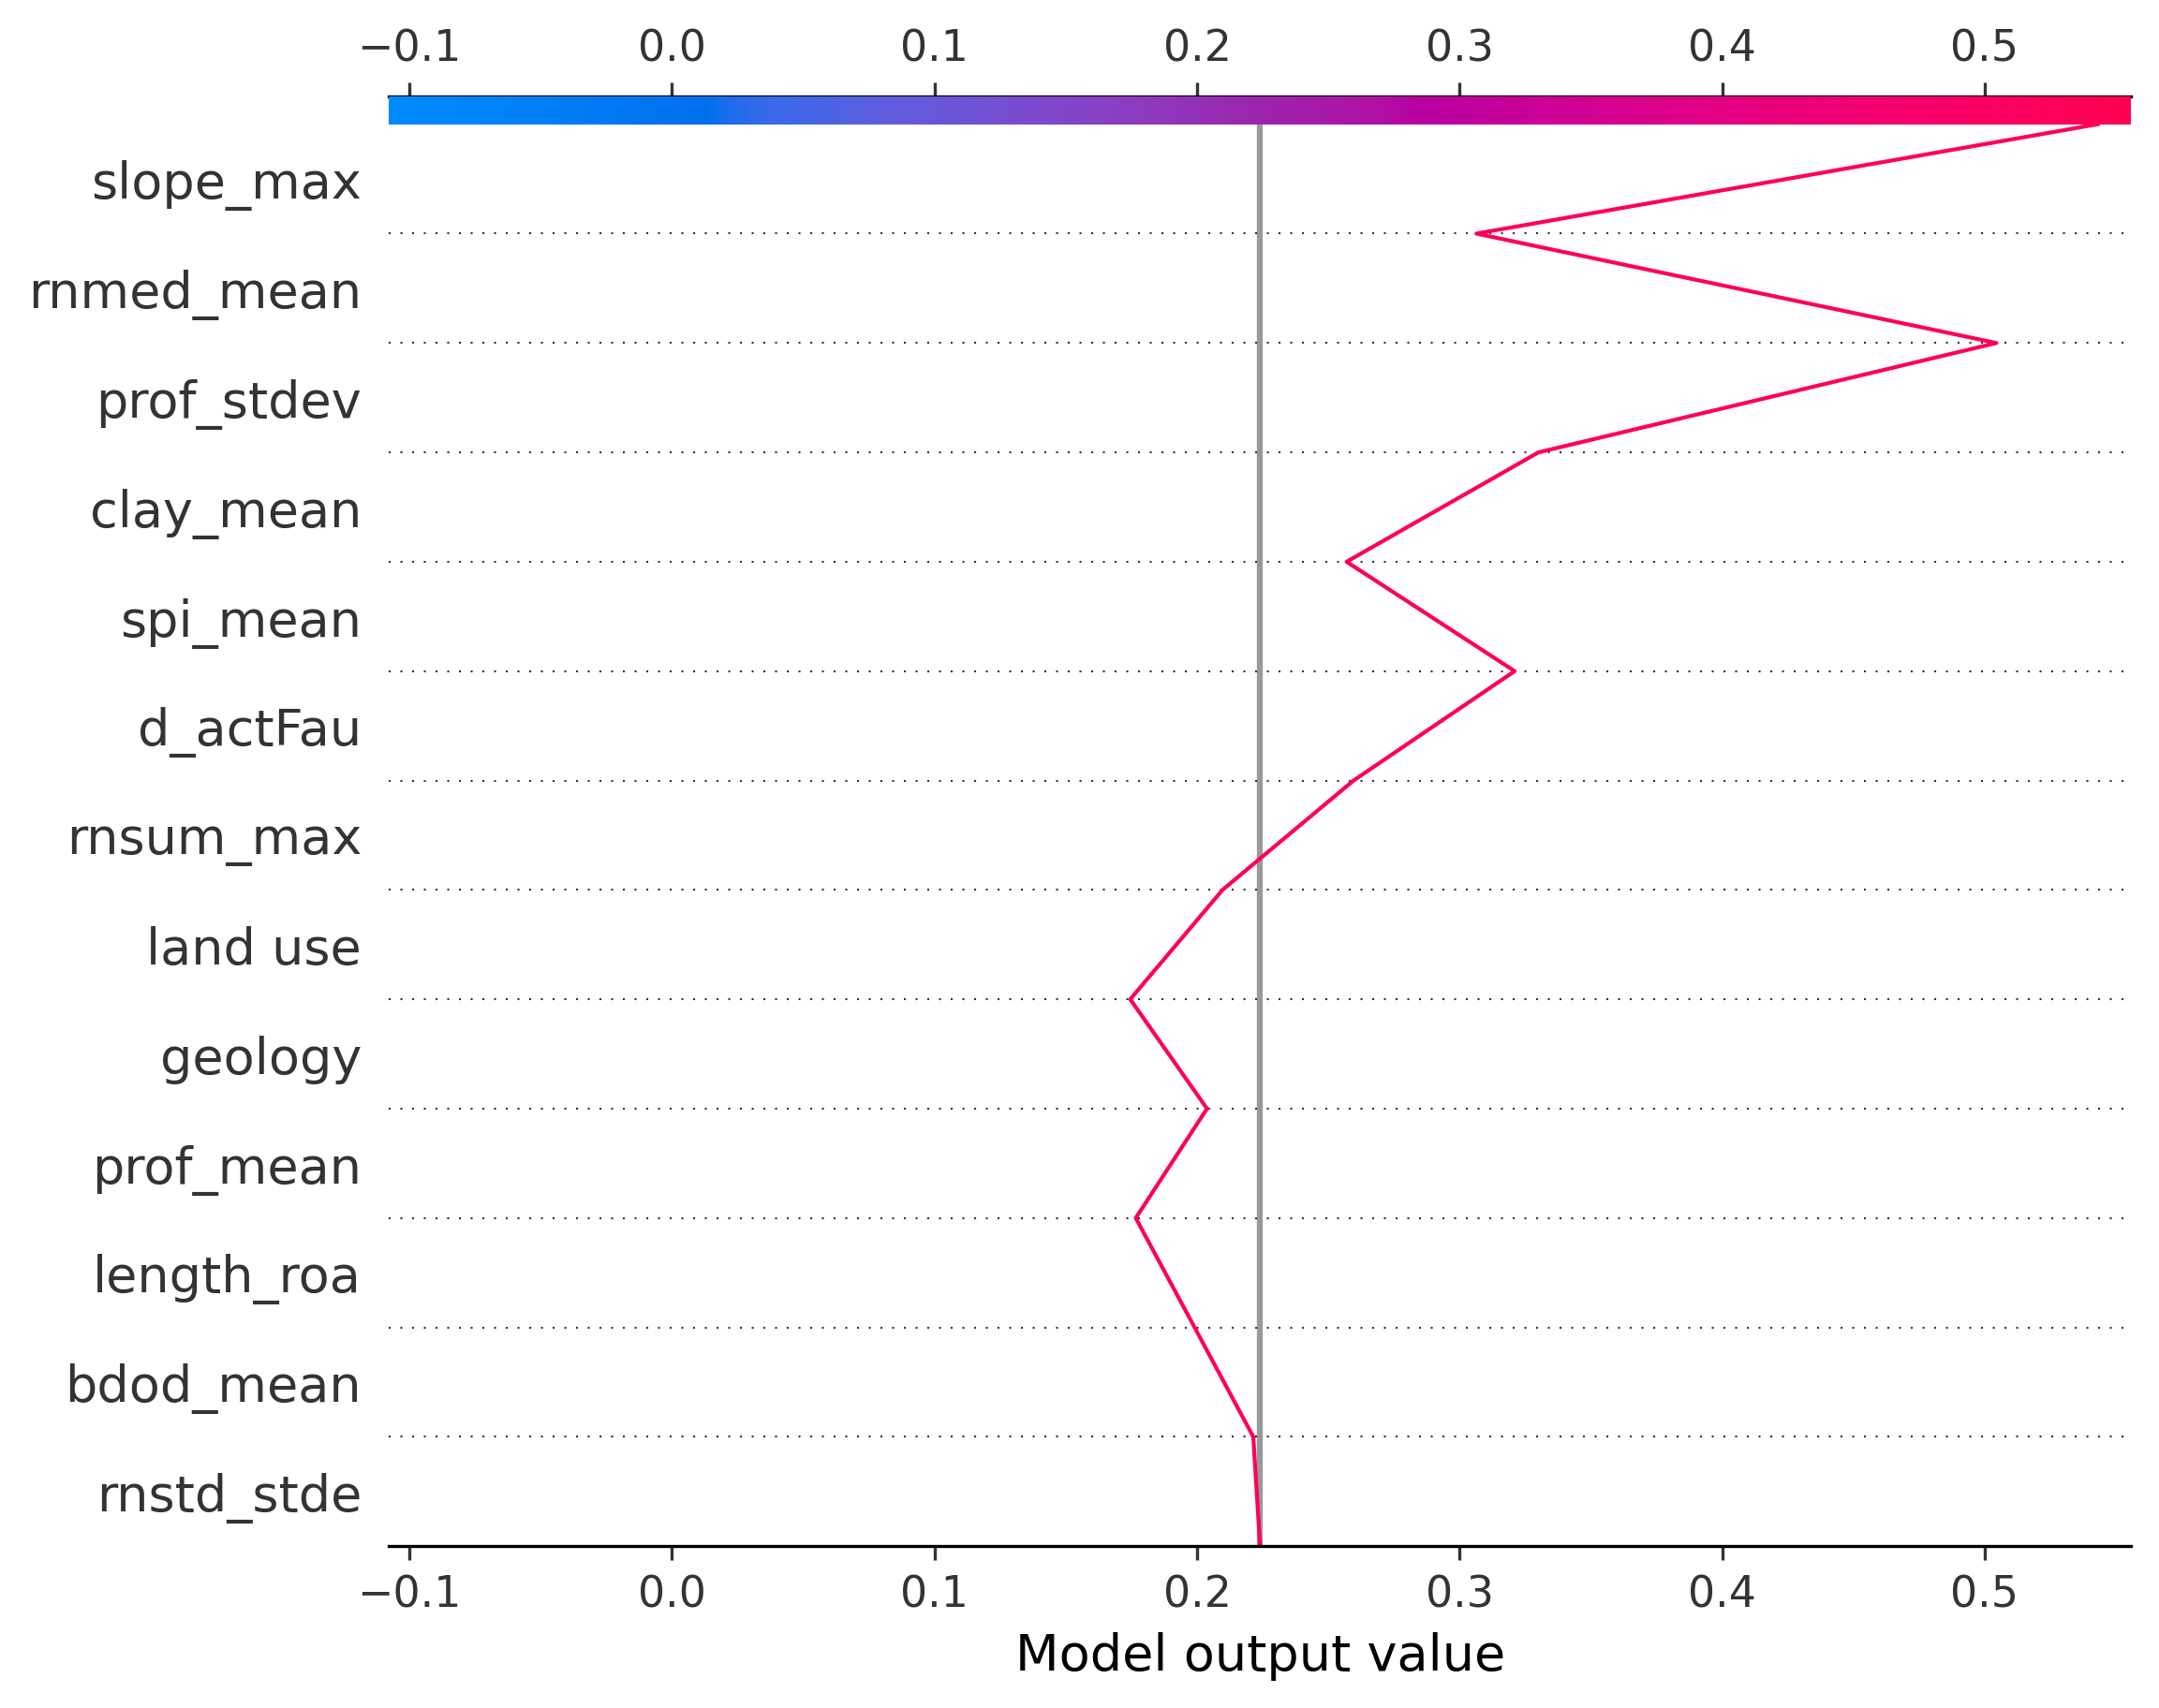 −0.1 0.0 0.1 0.2 0.3 0.4 0.5
slope_max
rnmed_mean
prof_stdev
clay_mean
spi_mean
d_actFau
rnsum_max
land use
geology
prof_mean
length_roa
bdod_mean
rnstd_stde
−0.1 0.0 0.1 0.2 0.3 0.4 0.5
Model output value